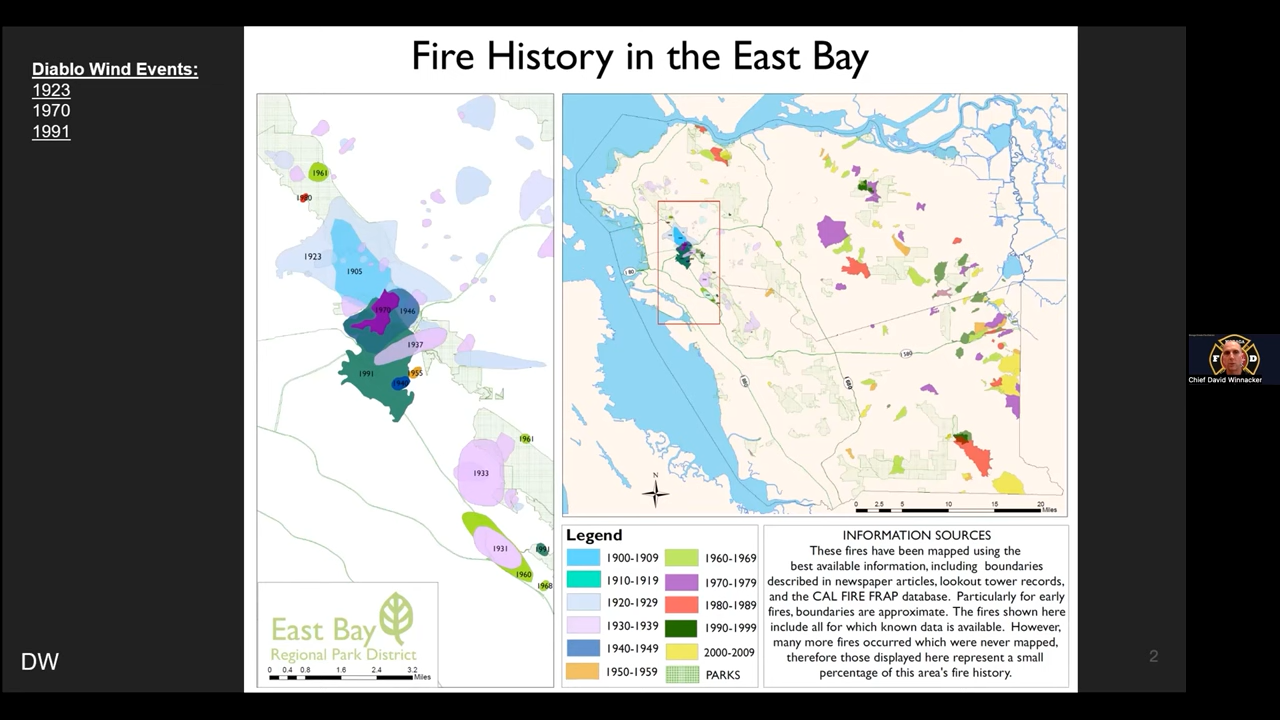 Fire History in the East Bay
Diablo Wind Events:
1923
1970
1991
1961
1923
1905
1970
1946
1937
1991
1955
1961
1933
1931
1991
1960
1968
East Bay
Regional Park District
0 0.4 0.8 1.6 2.4 3.2
Miles
80
580
680
880
N
0 2.5 5 10 15 20
Miles
Legend
1900-1909
1910-1919
1920-1929
1930-1939
1940-1949
1950-1959
1960-1969
1970-1979
1980-1989
1990-1999
2000-2009
PARKS
INFORMATION SOURCES
These fires have been mapped using the
best available information, including boundaries
described in newspaper articles, lookout tower records,
and the CAL FIRE FRAP database. Particularly for early
fires, boundaries are approximate. The fires shown here
include all for which known data is available. However,
many more fires occurred which were never mapped,
therefore those displayed here represent a small
percentage of this area's fire history.
DW
2
F D
Chief David Winnacker